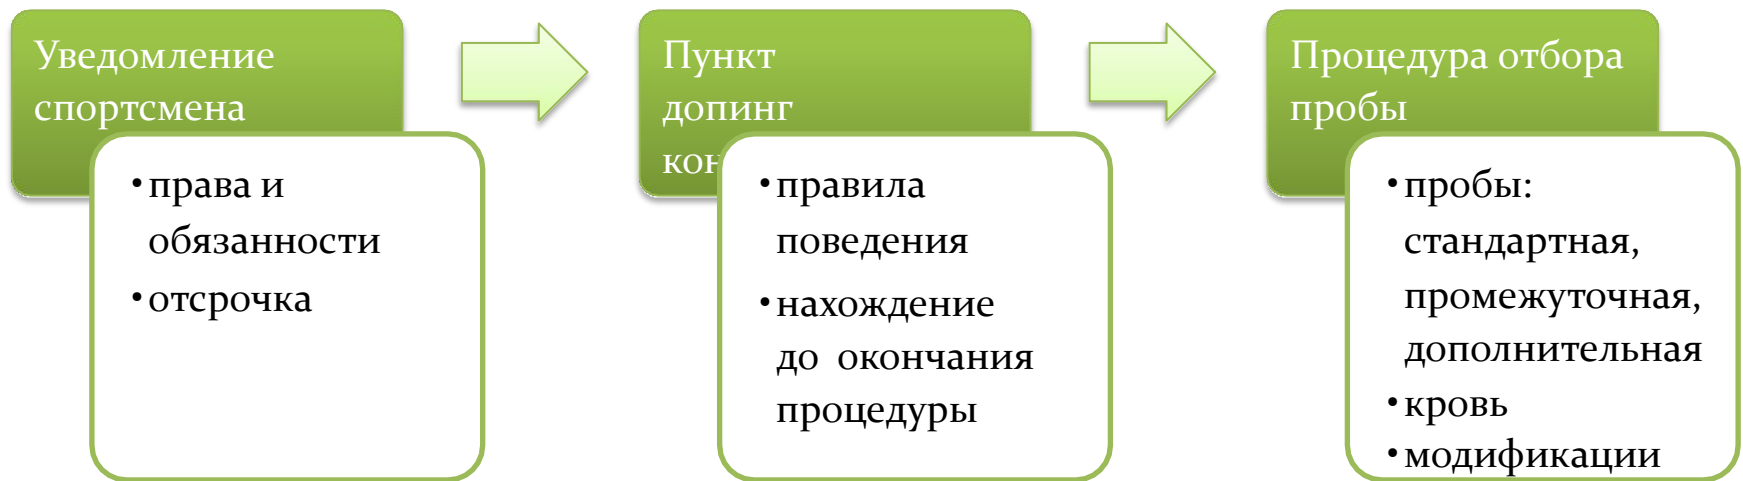 Уведомление
спортсмена
• права и
обязанности
• отсрочка
Пункт
допинг
• правила
поведения
• нахождение
до окончания
процедуры
Процедура отбора
пробы
• пробы:
стандартная,
промежуточная,
дополнительная
• кровь
• модификации